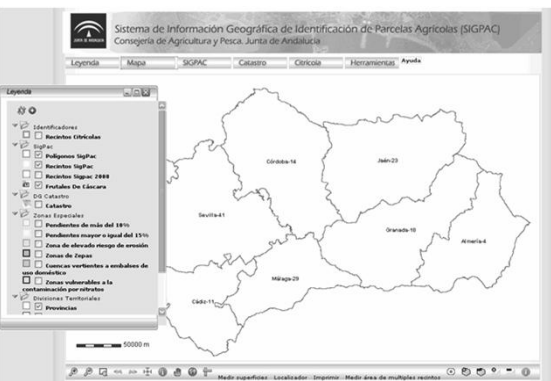 Sistema de Información Geográfica de Identificación de Parcelas Agrícolas (SIGPAC)
Consejería de Agricultura y Pesca. Junta de Andalucía
JUNTA DE ANDALUCIA
Leyenda Mapa SIGPAC Catastro Citrícola Herramientas Ayuda
Leyenda
Identificadores
Recintos Citrícolas
SigPac
Polígonos SigPac
Recintos SigPac
Recintos Sigpac 2008
Frutales De Cáscara
DG Catastro
Catastro
Zonas Especiales
Pendientes de más del 10%
Pendientes mayor o igual del 15%
Zona de elevado riesgo de erosión
Zonas de Zepas
Cuencas vertientes a embalses de
uso doméstico
Zonas vulnerables a la
contaminación por nitratos
Divisiones Territoriales
Provincias
Córdoba-14
Jaén-23
Sevilla-41
Granada-18
Almería-4
Málaga-29
Cádiz-11
50000 m
Medir superficies Localizador Imprimir Medir área de multiples recintos